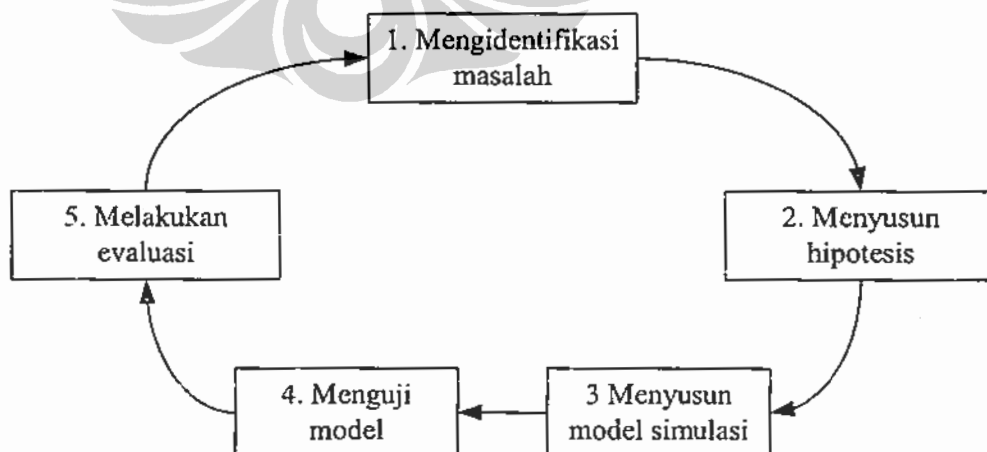 1. Mengidentifikasi
masalah
2. Menyusun
hipotesis
3 Menyusun
model simulasi
4. Menguji
model
5. Melakukan
evaluasi